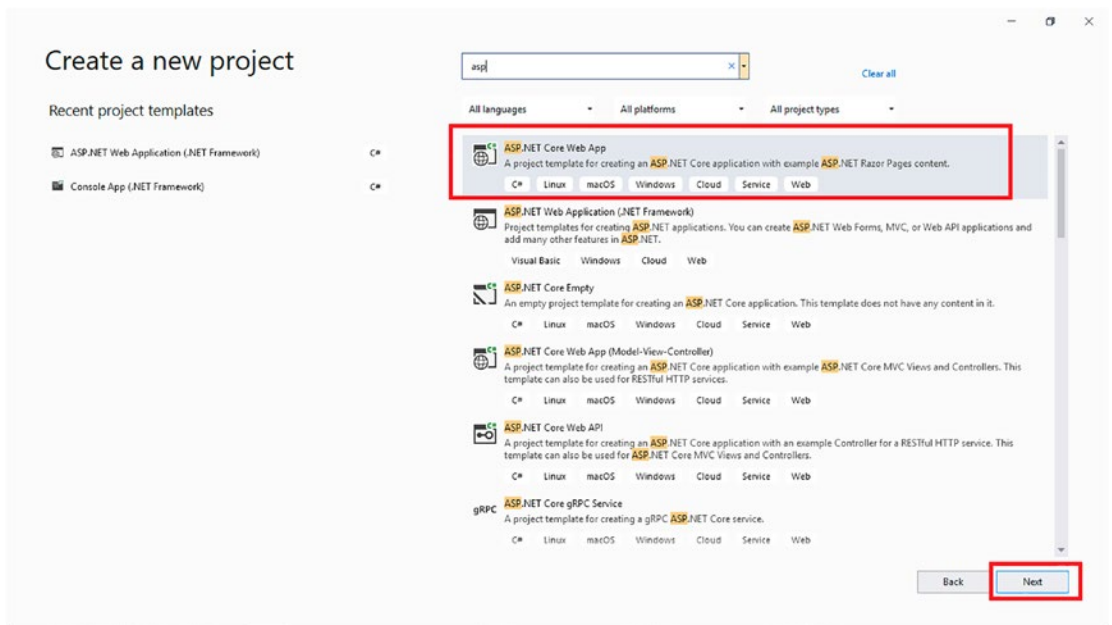 Create a new project
asp
Clear all
Recent project templates
All languages
All platforms
All project types
ASP.NET Web Application (.NET Framework)
C#
Console App (.NET Framework)
C#
ASP.NET Core Web App
A project template for creating an ASP.NET Core application with example ASP.NET Razor Pages content.
C# Linux macOS Windows Cloud Service Web
ASP.NET Web Application (.NET Framework)
Project templates for creating ASP.NET applications. You can create ASP.NET Web Forms, MVC, or Web API applications and
add many other features in ASP.NET.
Visual Basic Windows Cloud Web
ASP.NET Core Empty
An empty project template for creating an ASP.NET Core application. This template does not have any content in it.
C# Linux macOS Windows Cloud Service Web
ASP.NET Core Web App (Model-View-Controller)
A project template for creating an ASP.NET Core application with example ASP.NET Core MVC Views and Controllers. This
template can also be used for RESTful HTTP services.
C# Linux macOS Windows Cloud Service Web
ASP.NET Core Web API
A project template for creating an ASP.NET Core application with an example Controller for a RESTful HTTP service. This
template can also be used for ASP.NET Core MVC Views and Controllers.
C# Linux macOS Windows Cloud Service Web
gRPC
ASP.NET Core gRPC Service
A project template for creating a gRPC ASP.NET Core service.
C# Linux macOS Windows Cloud Service Web
Back
Next